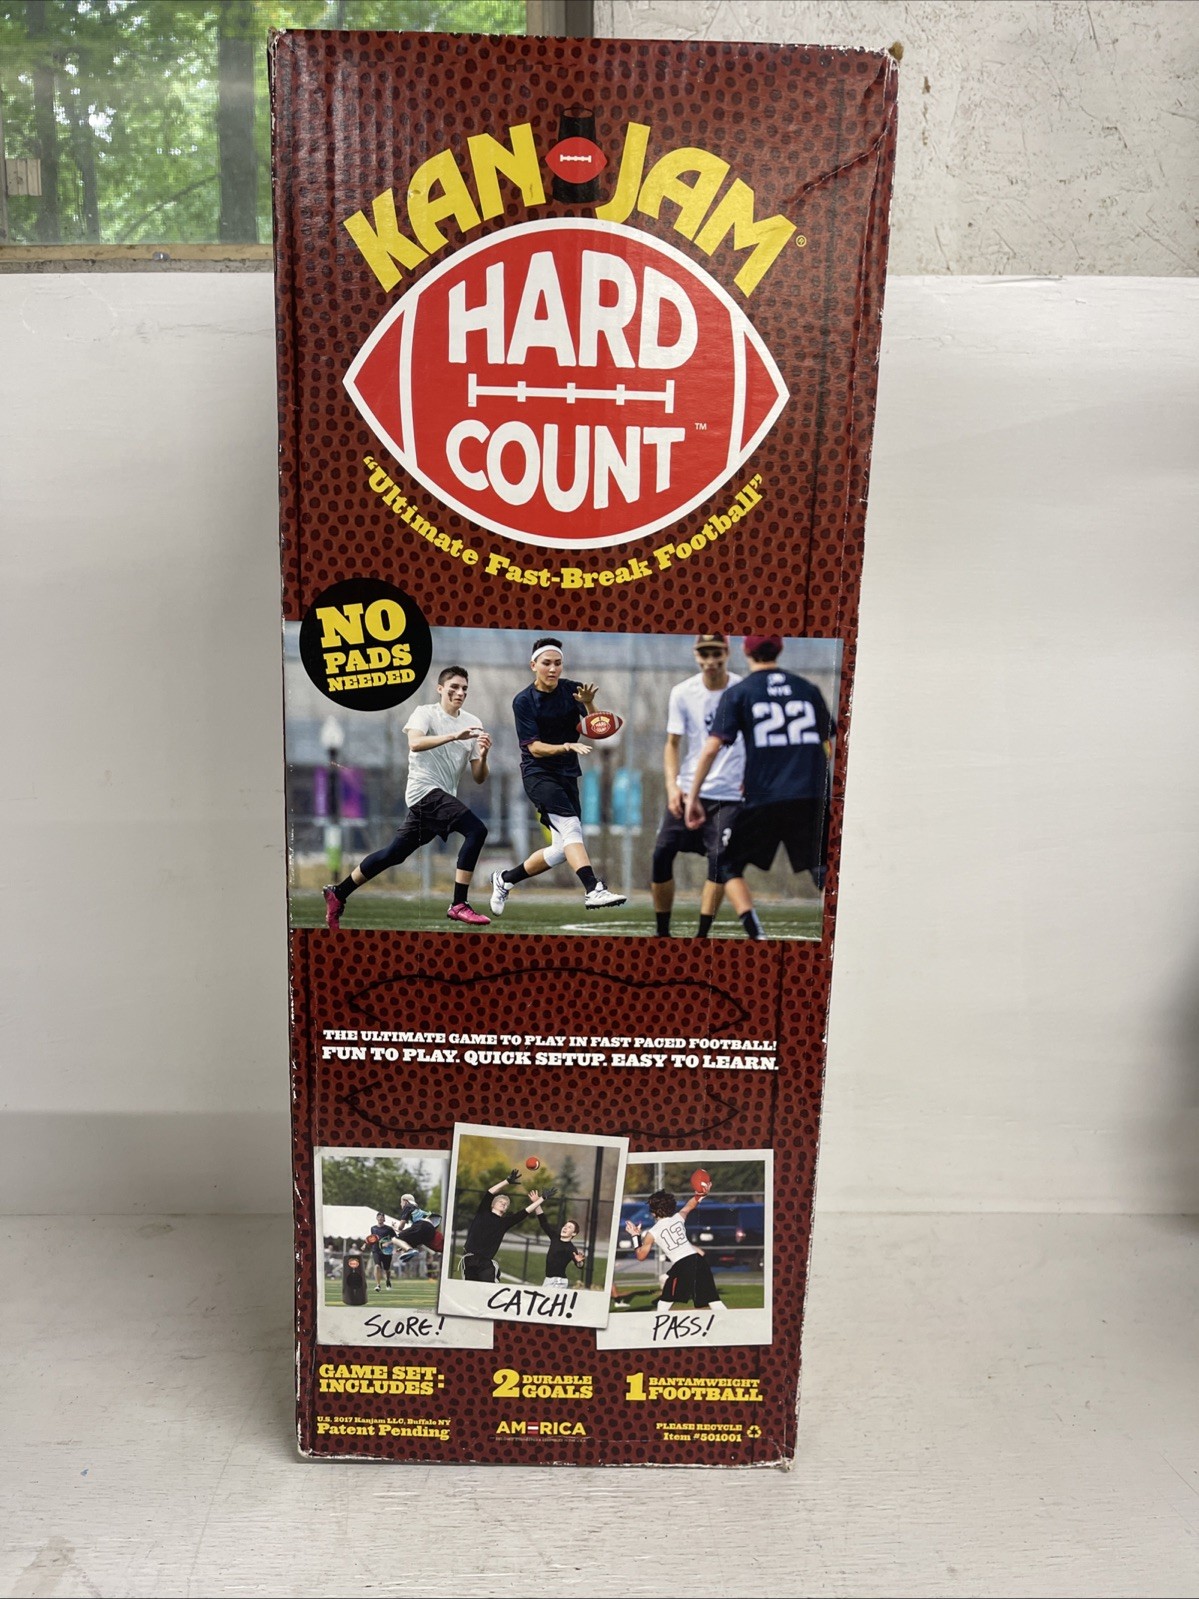 KAN JAM®
HARD
COUNT™
"Ultimate Fast-Break Football"
NO
PADS
NEEDED
22
THE ULTIMATE GAME TO PLAY IN FAST PACED FOOTBALL!
FUN TO PLAY. QUICK SETUP. EASY TO LEARN.
13
SCORE!
CATCH!
PASS!
GAME SET:
INCLUDES:
2 DURABLE
GOALS
1 BANTAMWEIGHT
FOOTBALL
U.S. 2017 Kanjam LLC, Buffalo NY
Patent Pending
AMERICA
PLEASE RECYCLE
Item #501001